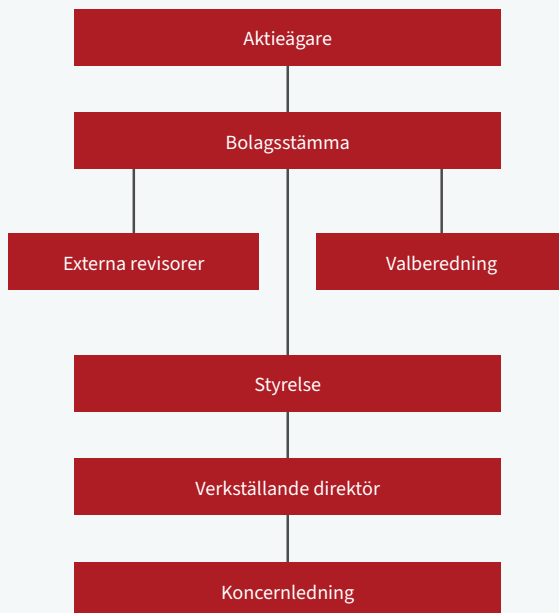 Aktieägare
Bolagsstämma
Externa revisorer
Valberedning
Styrelse
Verkställande direktör
Koncernledning